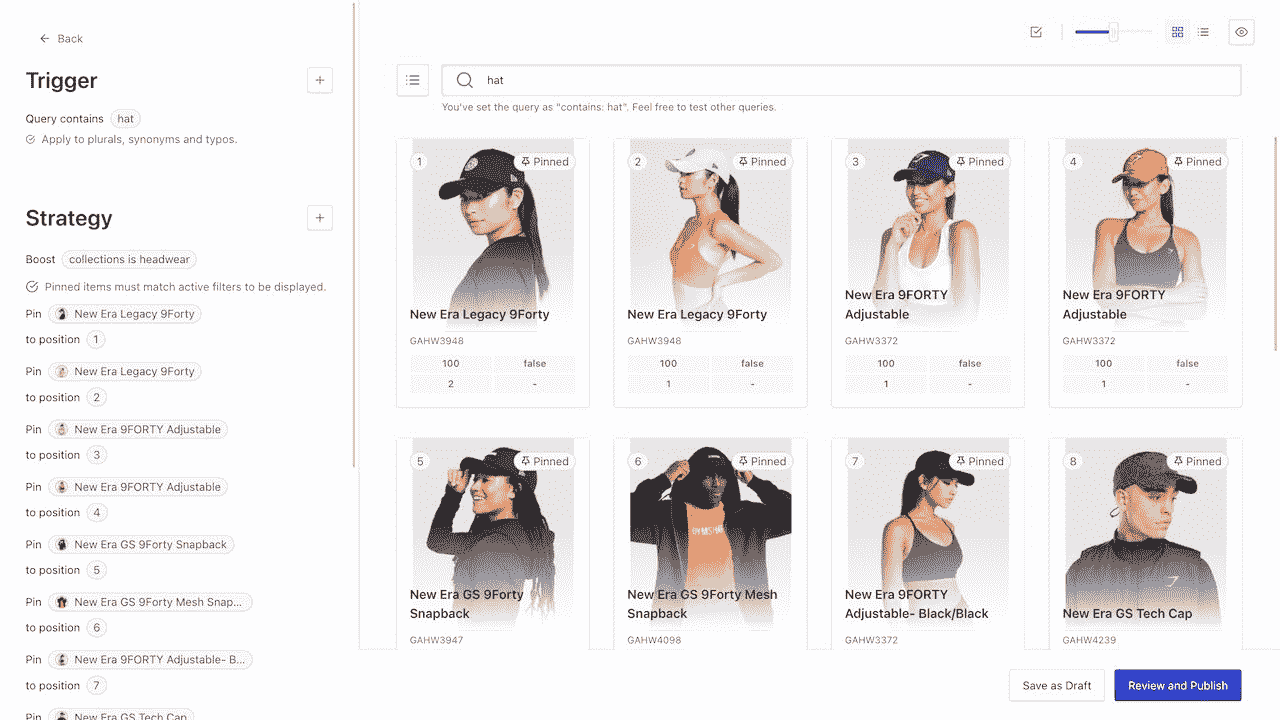 Back
Trigger
Query contains hat
Apply to plurals, synonyms and typos.
Strategy
Boost collections is headwear
Pinned items must match active filters to be displayed.
Pin New Era Legacy 9Forty
to position 1
Pin New Era Legacy 9Forty
to position 2
Pin New Era 9FORTY Adjustable
to position 3
Pin New Era 9FORTY Adjustable
to position 4
Pin New Era GS 9Forty Snapback
to position 5
Pin New Era GS 9Forty Mesh Snap...
to position 6
Pin New Era 9FORTY Adjustable- B...
to position 7
Pin New Era GS Tech Cap
hat
You've set the query as "contains: hat". Feel free to test other queries.
1 Pinned
New Era Legacy 9Forty
GAHW3948
100 false
2 -
2 Pinned
New Era Legacy 9Forty
GAHW3948
100 false
1 -
3 Pinned
New Era 9FORTY
Adjustable
GAHW3372
100 false
1 -
4 Pinned
New Era 9FORTY
Adjustable
GAHW3372
100 false
1 -
5 Pinned
New Era GS 9Forty
Snapback
GAHW3947
6 Pinned
New Era GS 9Forty Mesh
Snapback
GAHW4098
7 Pinned
New Era 9FORTY
Adjustable- Black/Black
GAHW3372
8 Pinned
New Era GS Tech Cap
GAHW4239
Save as Draft
Review and Publish